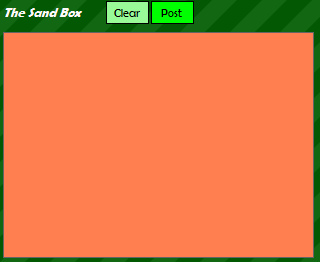 The Sand Box
Clear
Post